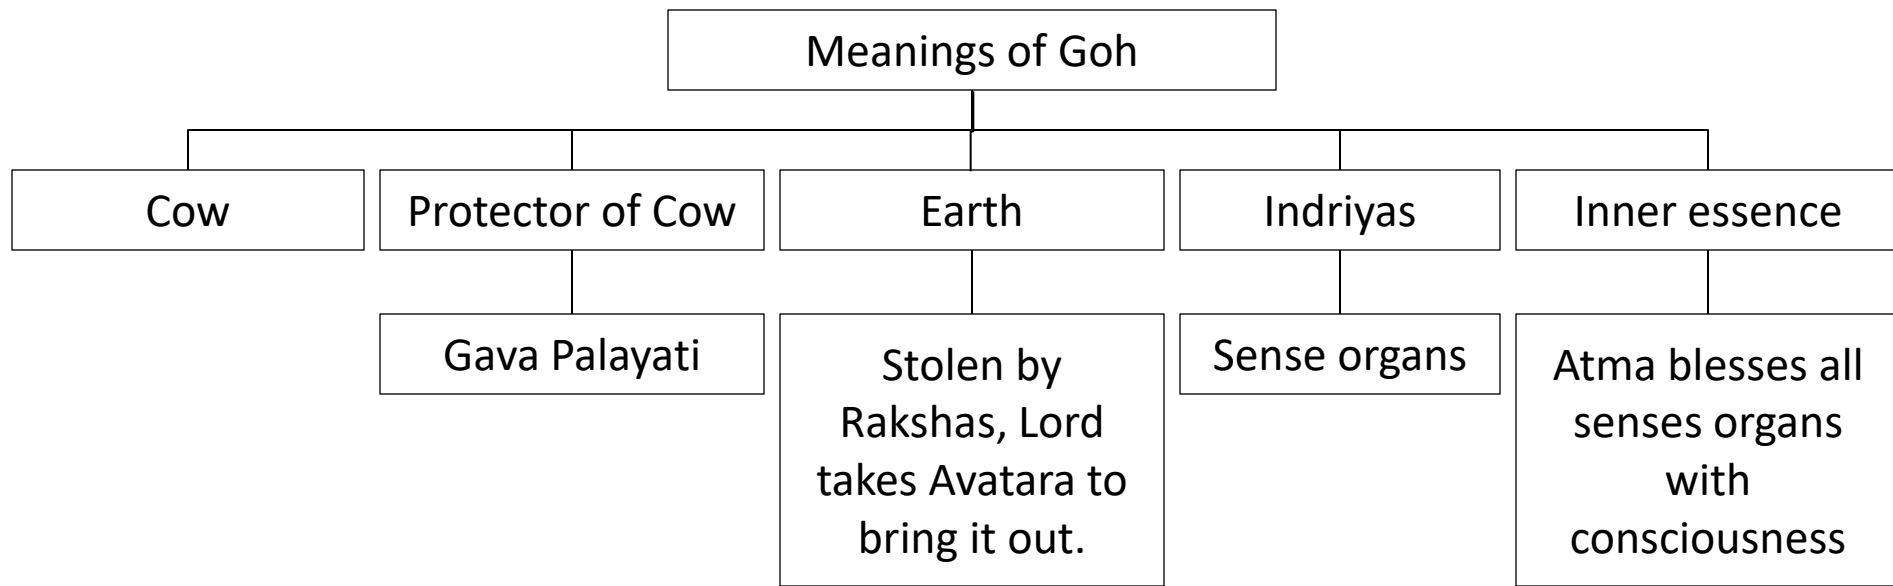 Meanings of Goh
Cow
Protector of Cow
Earth
Indriyas
Inner essence
Gava Palayati
Stolen by
Rakshas, Lord
takes Avatara to
bring it out.
Sense organs
Atma blesses all
senses organs
with
consciousness